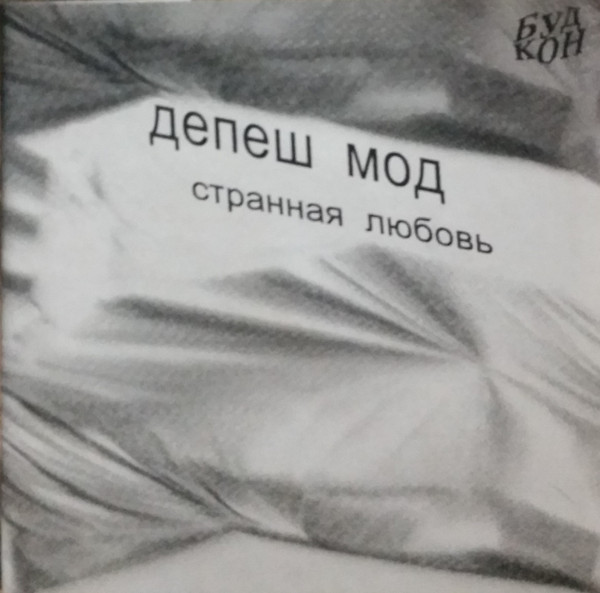 БУД
КОН
депеш мод
странная любовь